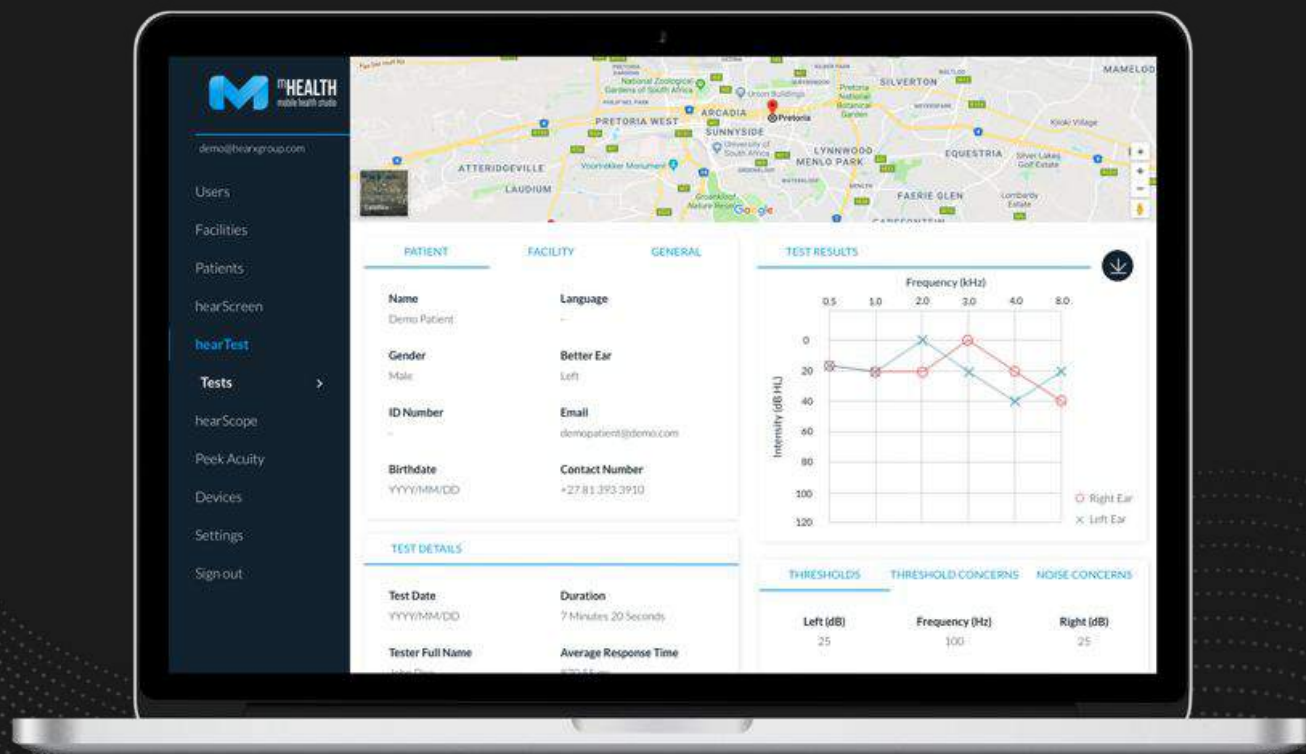 mHEALTH
mobile health studio
demo@hearxgroup.com
Users
Facilities
Patients
hearScreen
hearTest
Tests
hearScope
Peek Acuity
Devices
Settings
Sign out
MAMELOD
SILVERTON
National Zoological
Gardens of South Africa
Union Buildings
Pretoria
National
Botanical
Garden
ARCADIA
Pretoria
PRETORIA WEST
SUNNYSIDE
University of
South Africa
LYNNWOOD
MENLO PARK
EQUESTRIA
Silver Lakes
Golf Estate
ATTERIDGEVILLE
Voortrekker Monument
LAUDIUM
Groenkloof
Nature Reserve
Google
FAERIE GLEN
Lombardy
Estate
PATIENT FACILITY GENERAL
Name Language
Demo Patient -
Gender Better Ear
Male Left
ID Number Email
- demopatient@demo.com
Birthdate Contact Number
YYYY/MM/DD +27 81 393 3910
TEST DETAILS
Test Date Duration
YYYY/MM/DD 7 Minutes 20 Seconds
Tester Full Name Average Response Time
TEST RESULTS
Frequency (kHz)
0.5 1.0 2.0 3.0 4.0 8.0
Intensity (dB HL)
0
20
40
60
80
100
120
Right Ear
Left Ear
THRESHOLDS THRESHOLD CONCERNS NOISE CONCERNS
Left (dB) Frequency (Hz) Right (dB)
25 100 25